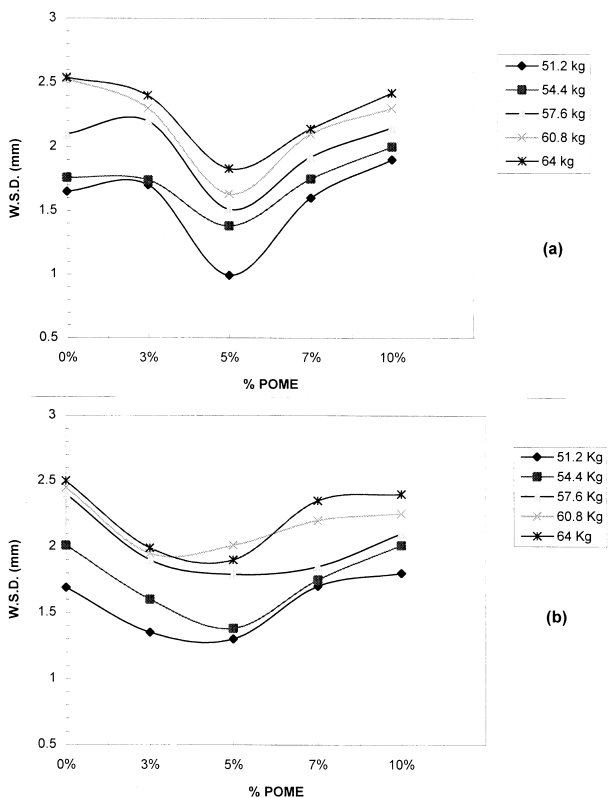 3
2.5
2
1.5
1
0.5
W.S.D. (mm)
0% 3% 5% 7% 10%
% POME
51.2 kg
54.4 kg
57.6 kg
60.8 kg
64 kg
(a)
3
2.5
2
1.5
1
0.5
W.S.D. (mm)
0% 3% 5% 7% 10%
% POME
51.2 Kg
54.4 Kg
57.6 Kg
60.8 Kg
64 Kg
(b)